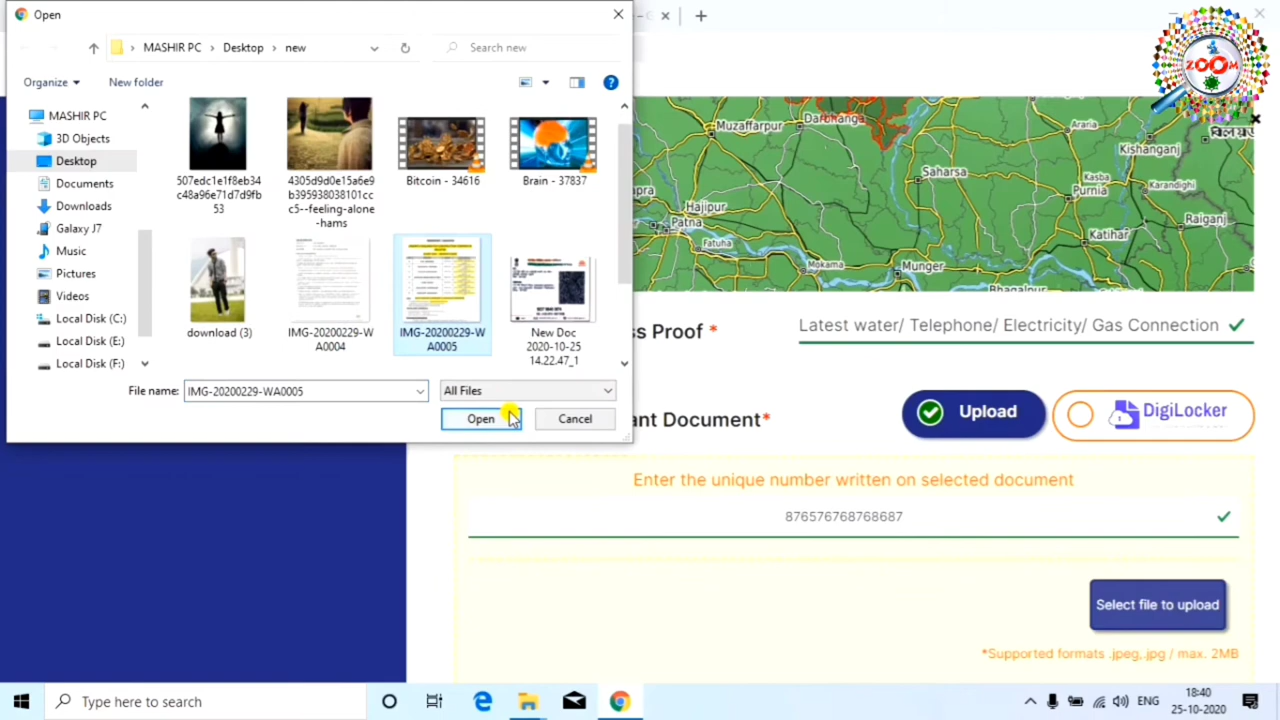 Open
MASHIR PC > Desktop > new
Search new
Organize
New folder
MASHIR PC
3D Objects
Desktop
Documents
Downloads
Galaxy J7
Music
Pictures
Videos
Local Disk (C:)
Local Disk (E:)
Local Disk (F:)
507edc1e1f8eb34
c48a96e71d7d9fb
53
4305d9d0e15a6e9
b395938038101cc
c5--feeling-alone
-hams
Bitcoin - 34616
Brain - 37837
download (3)
IMG-20200229-W
A0004
IMG-20200229-W
A0005
New Doc
2020-10-25
14.22.47_1
File name:
IMG-20200229-WA0005
All Files
Open
Cancel
ZOOM
Muzaffarpur
Darbhanga
Araria
Kishanganj
Saharsa
Kasba
Purnia
Karandighi
Hajipur
Patna
Fatuha
Mokama
Munger
Katihar
Raiganj
Bhagalpur
s Proof *
Latest water/ Telephone/ Electricity/ Gas Connection
ant Document*
Upload
DigiLocker
Enter the unique number written on selected document
876576768768687
Select file to upload
*Supported formats .jpeg,.jpg / max. 2MB
Type here to search
ENG
18:40
25-10-2020